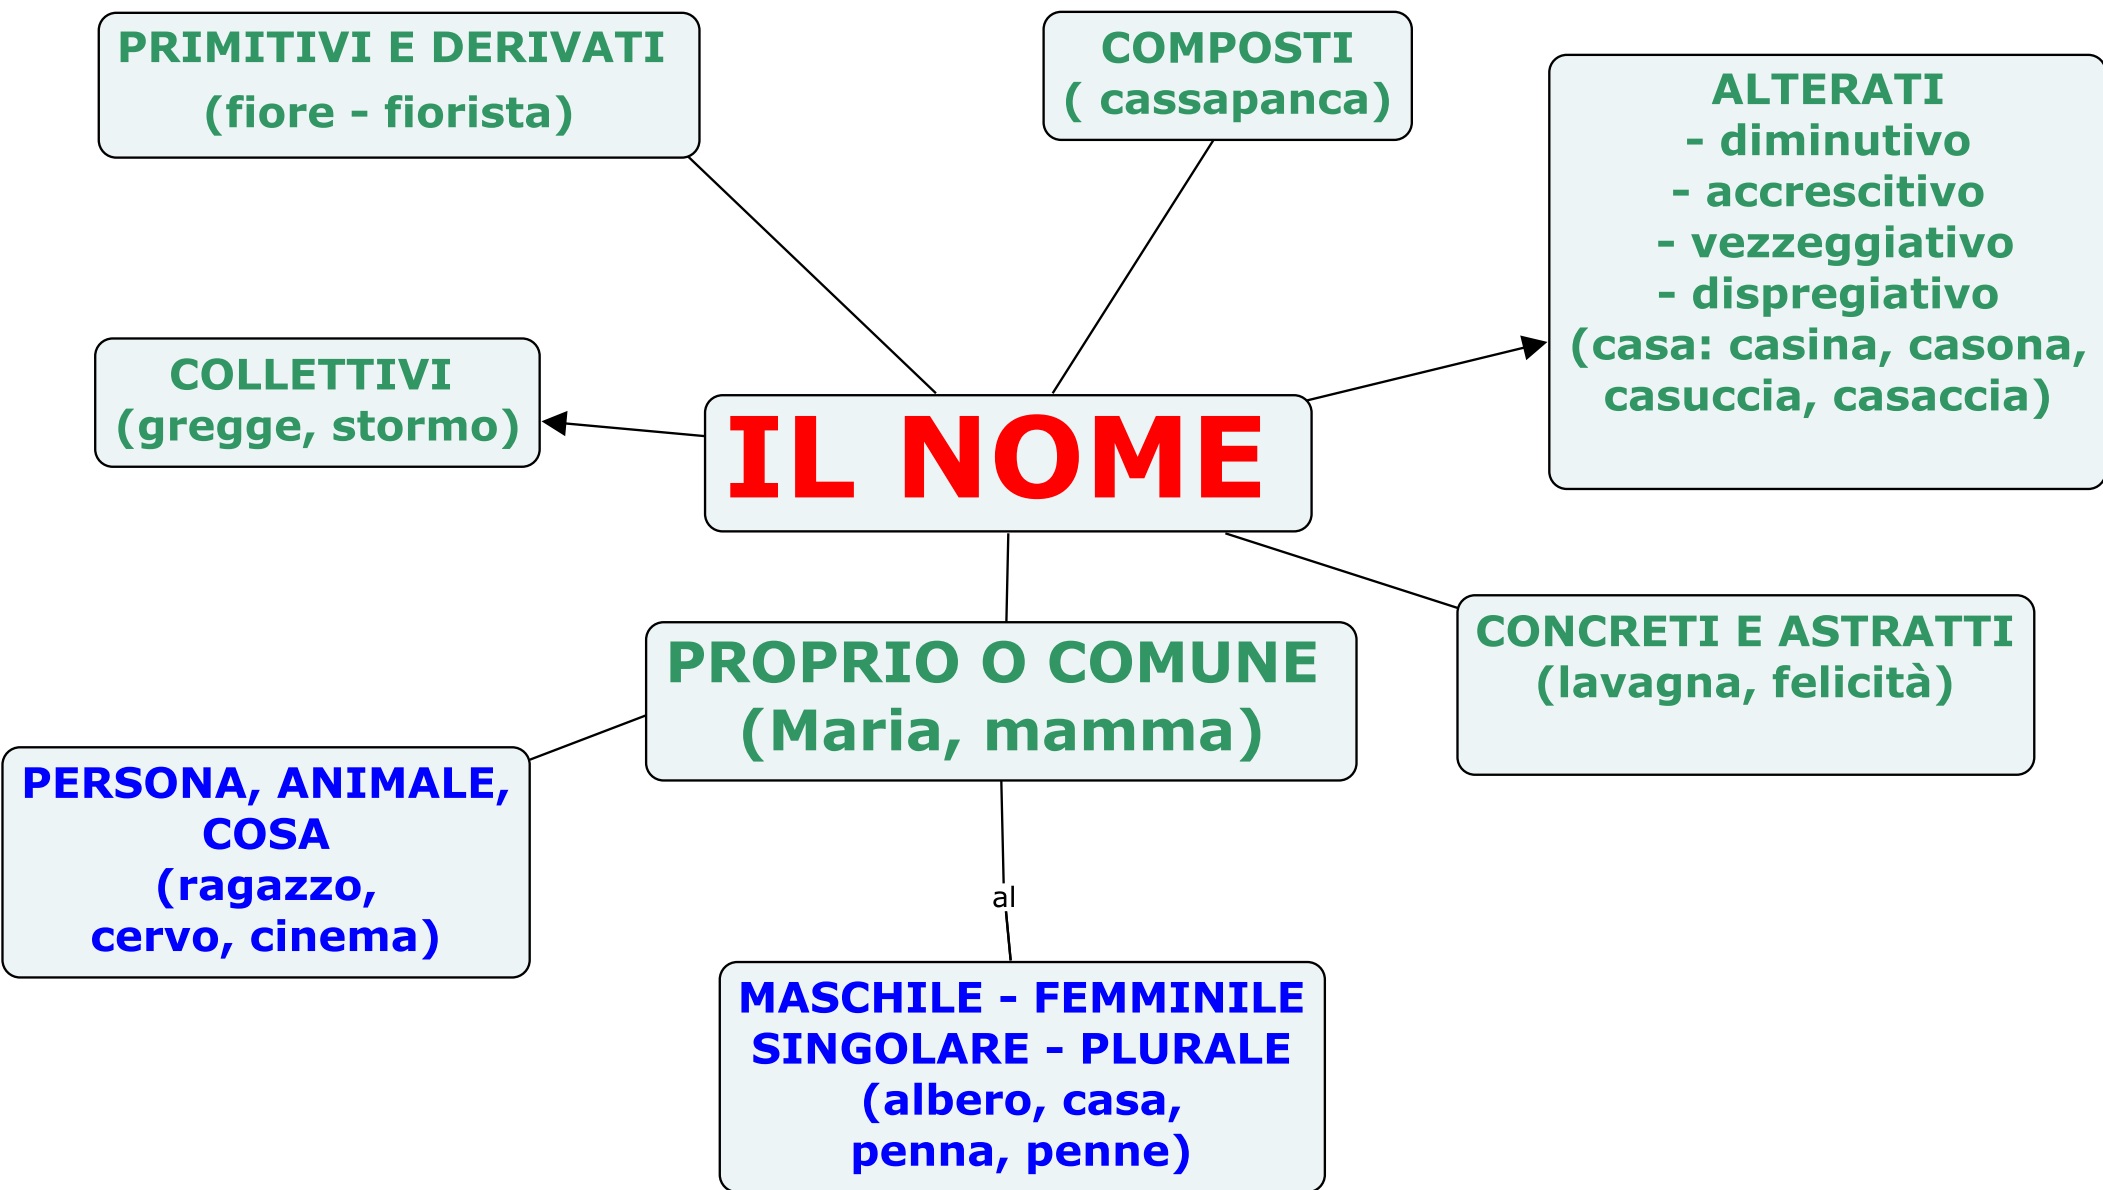 PRIMITIVI E DERIVATI
(fiore - fiorista)
COMPOSTI
( cassapanca)
ALTERATI
- diminutivo
- accrescitivo
- vezzeggiativo
- dispregiativo
(casa: casina, casona,
casuccia, casaccia)
COLLETTIVI
(gregge, stormo)
IL NOME
PROPRIO O COMUNE
(Maria, mamma)
CONCRETI E ASTRATTI
(lavagna, felicità)
PERSONA, ANIMALE,
COSA
(ragazzo,
cervo, cinema)
al
MASCHILE - FEMMINILE
SINGOLARE - PLURALE
(albero, casa,
penna, penne)